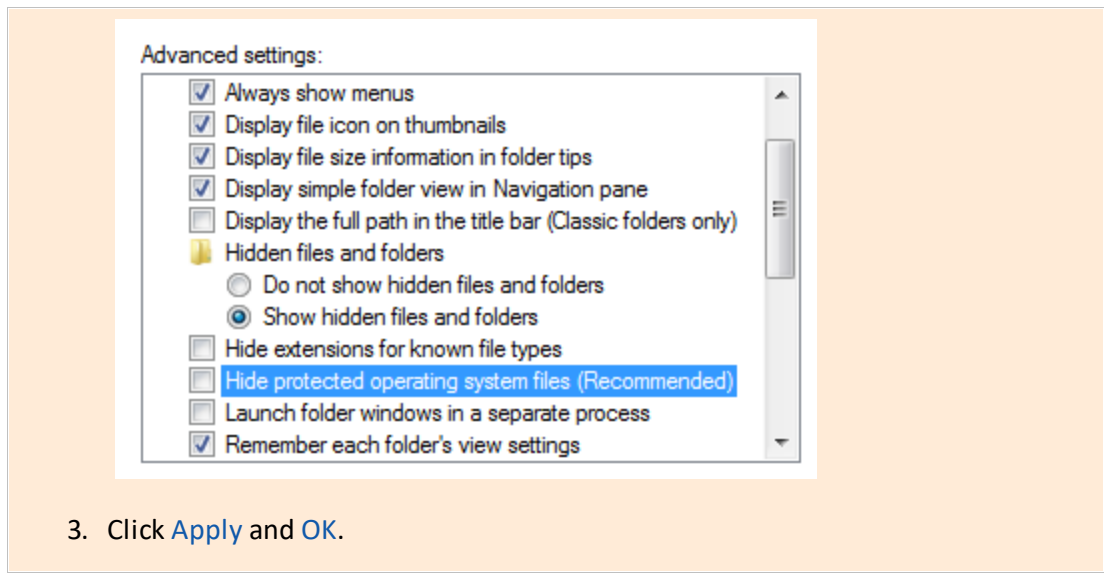 Advanced settings:
Always show menus
Display file icon on thumbnails
Display file size information in folder tips
Display simple folder view in Navigation pane
Display the full path in the title bar (Classic folders only)
Hidden files and folders
Do not show hidden files and folders
Show hidden files and folders
Hide extensions for known file types
Hide protected operating system files (Recommended)
Launch folder windows in a separate process
Remember each folder's view settings
3. Click Apply and OK.